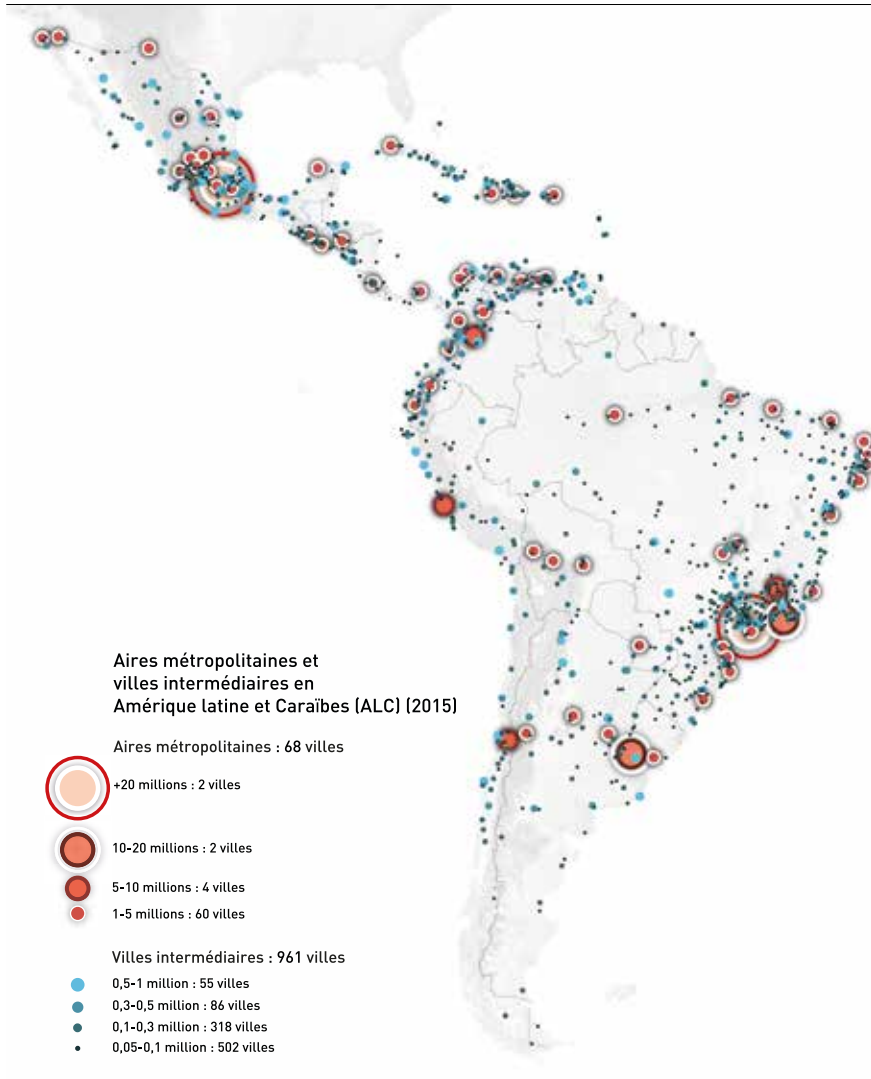 Aires métropolitaines et
villes intermédiaires en
Amérique latine et Caraïbes (ALC) (2015)
Aires métropolitaines : 68 villes
+20 millions : 2 villes
10-20 millions : 2 villes
5-10 millions : 4 villes
1-5 millions : 60 villes
Villes intermédiaires : 961 villes
0,5-1 million : 55 villes
0,3-0,5 million : 86 villes
0,1-0,3 million : 318 villes
0,05-0,1 million : 502 villes